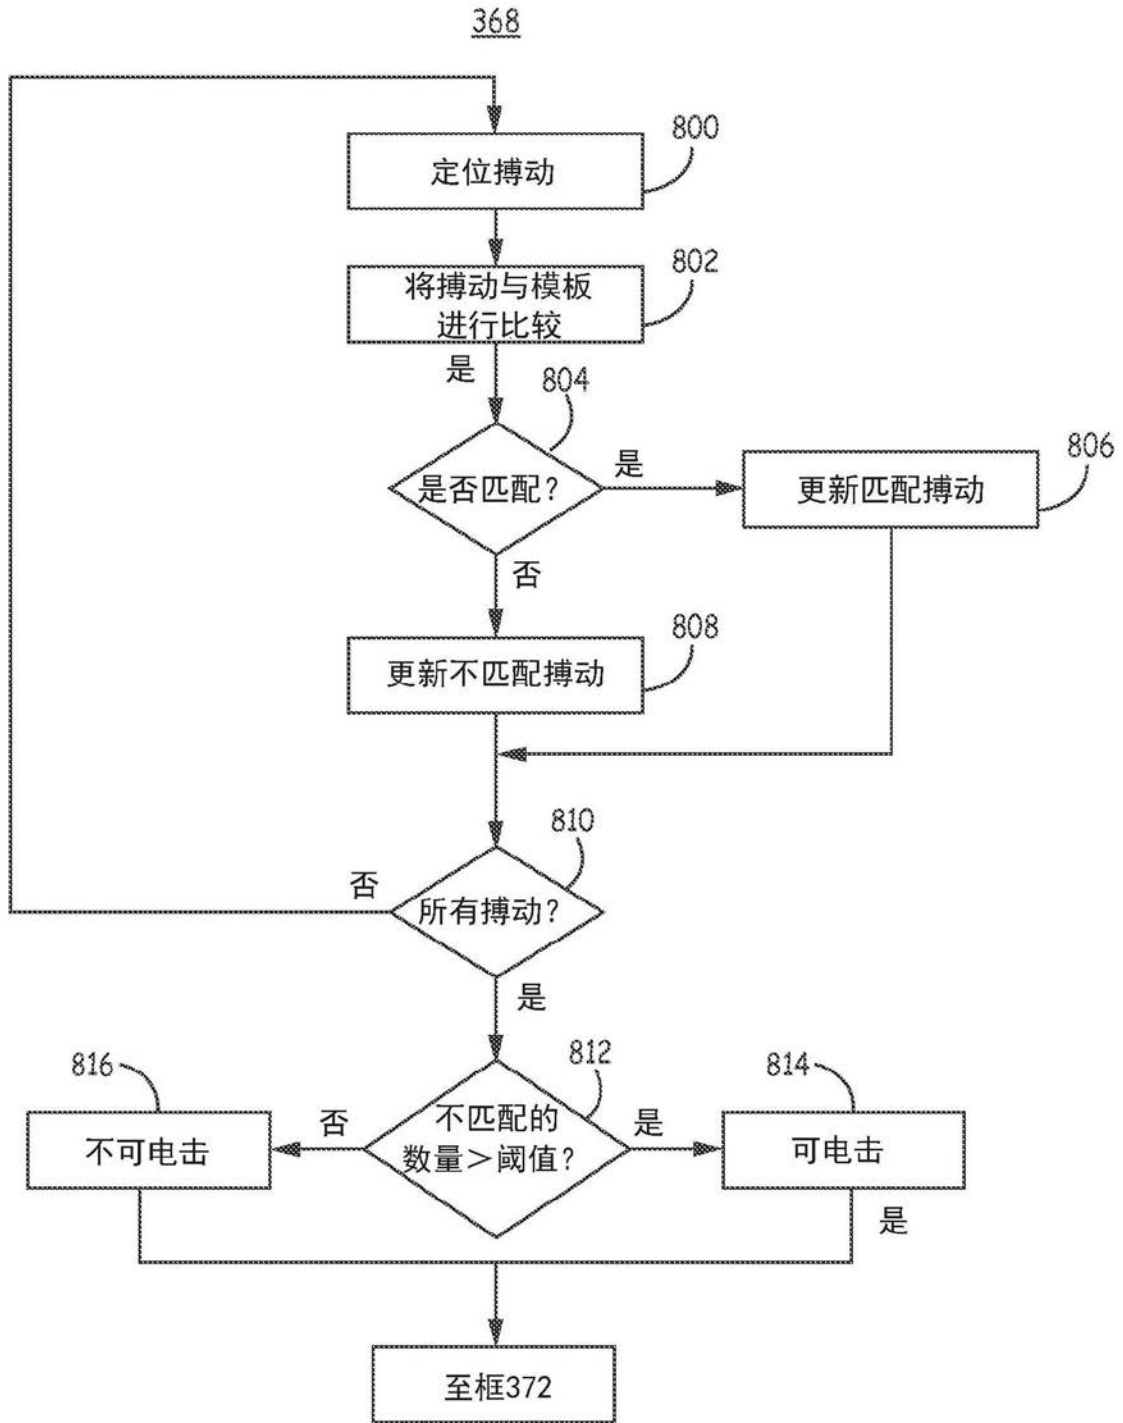 368
800
定位搏动
802
将搏动与模板
进行比较
是
804
是否匹配？
是
806
更新匹配搏动
否
808
更新不匹配搏动
810
否
所有搏动？
是
816
812
814
不可电击
否
不匹配的
数量>阈值？
是
可电击
是
至框372